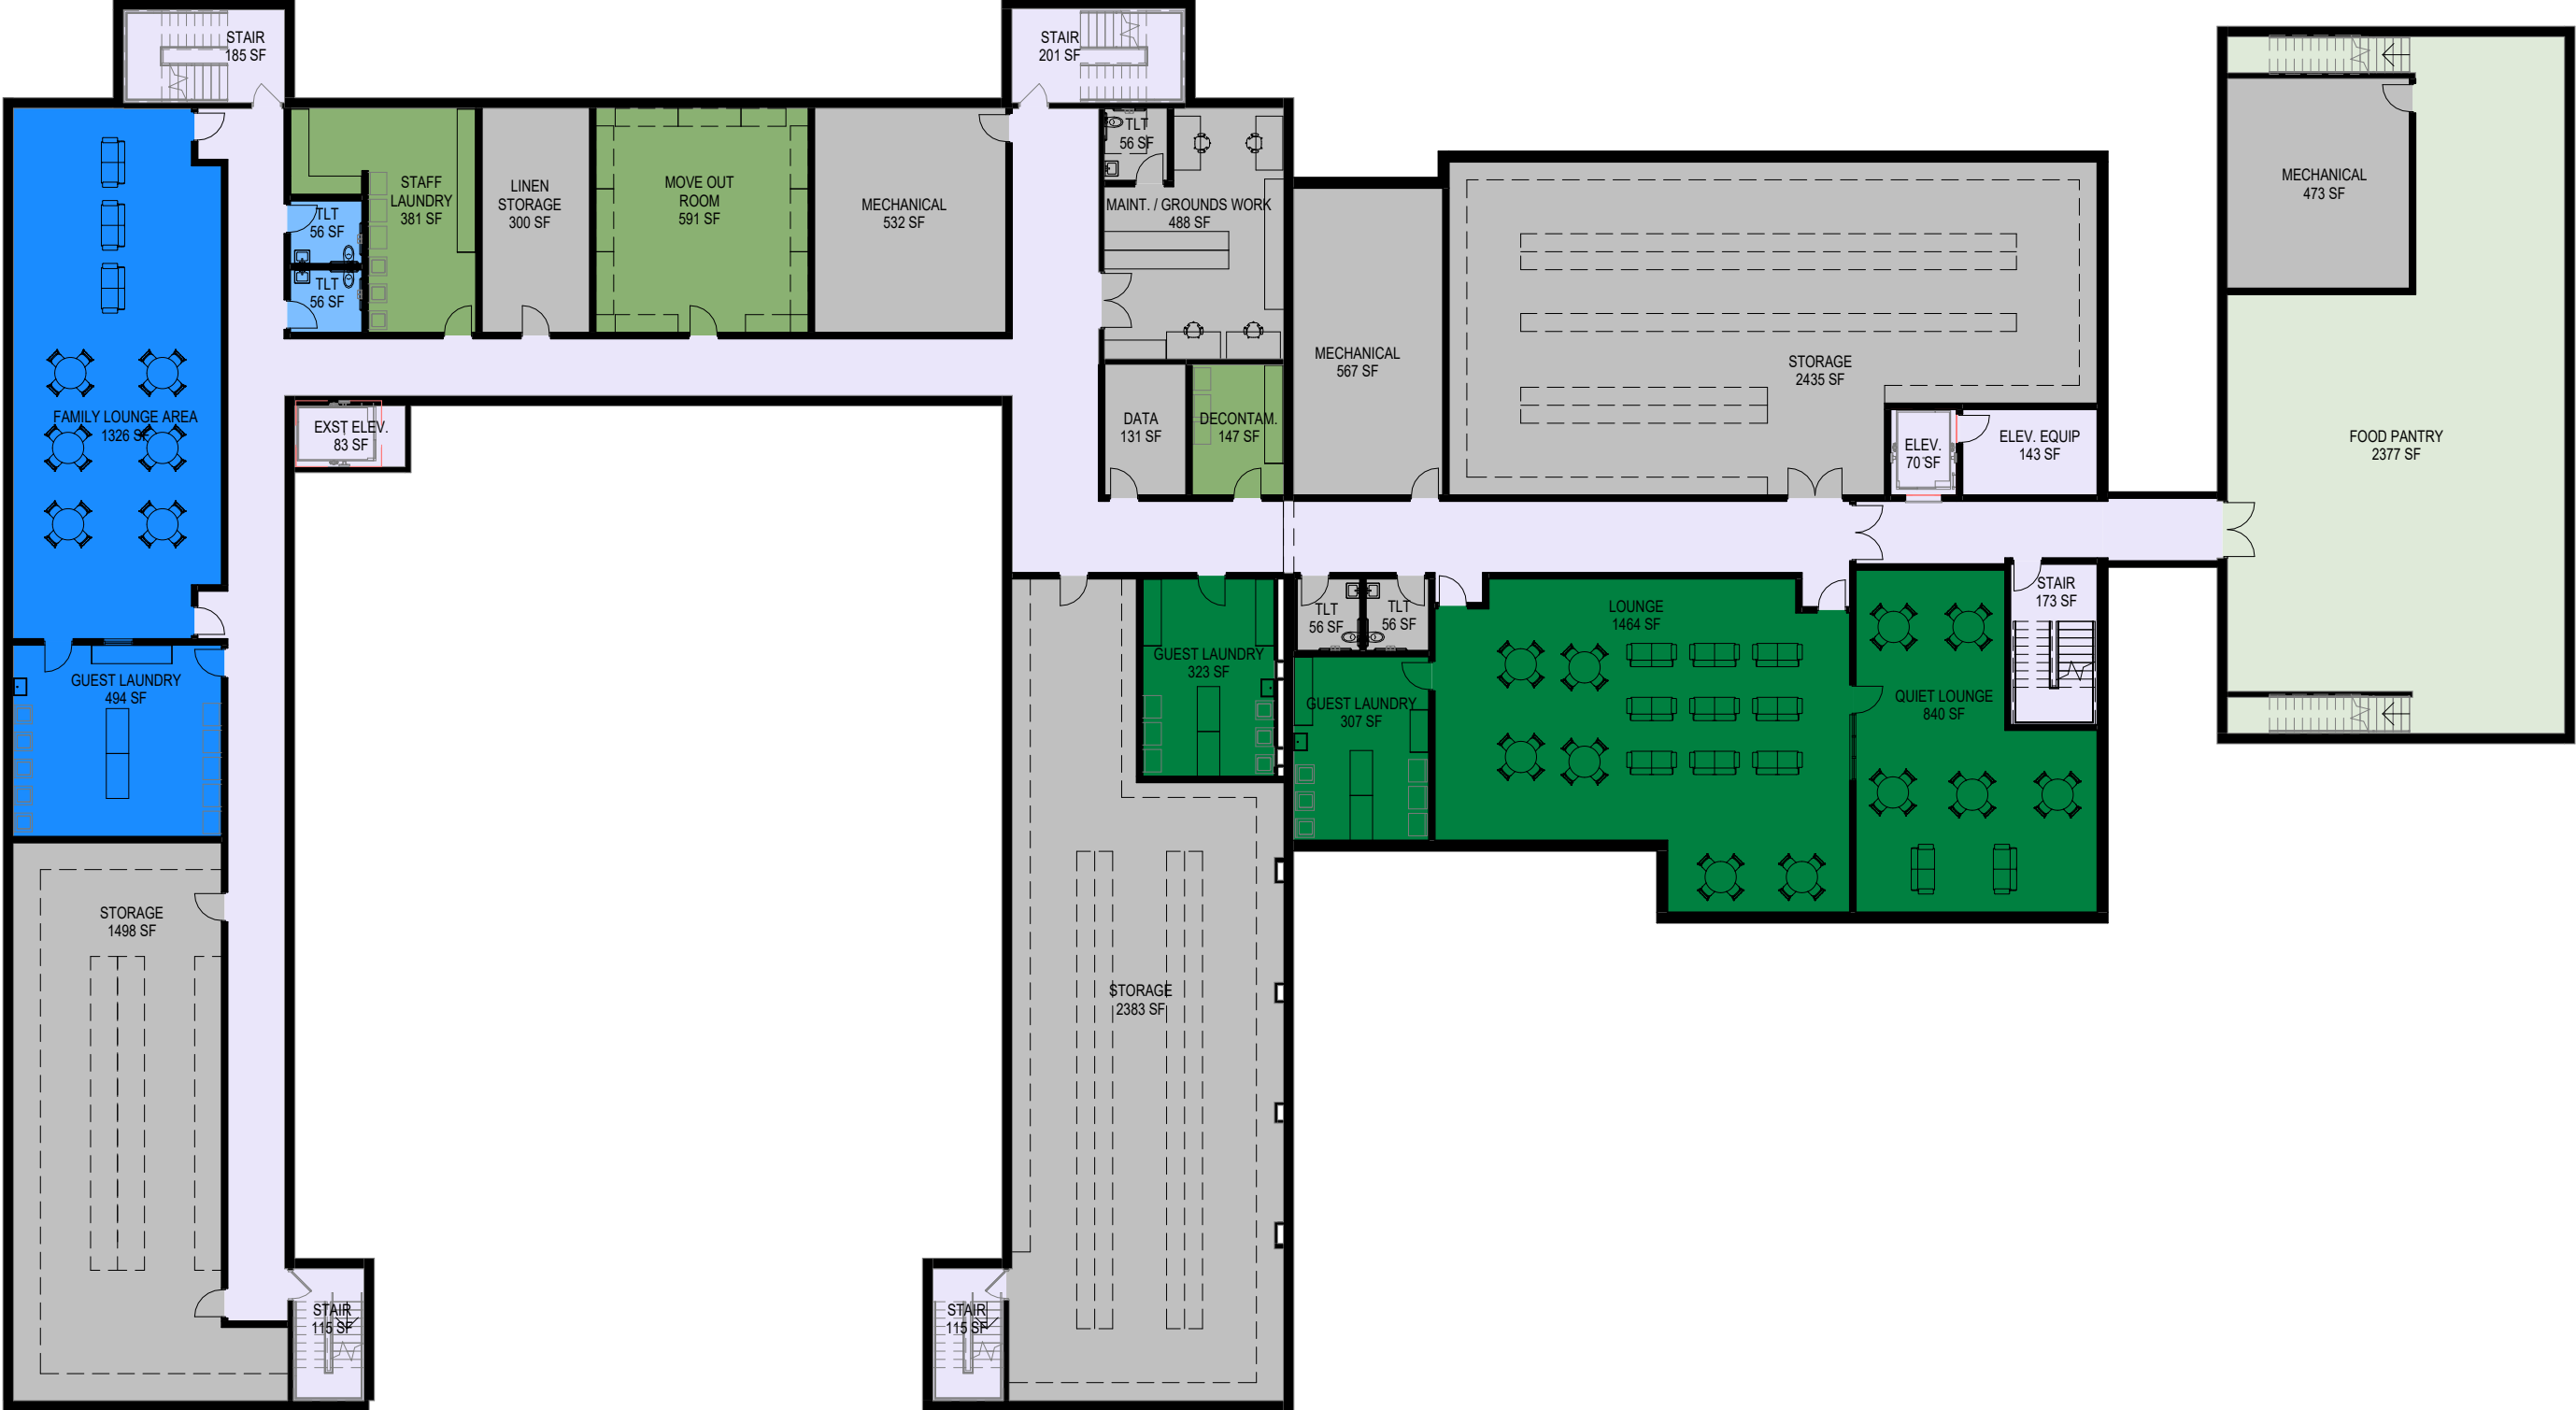 STAIR
185 SF
STAIR
201 SF
TLT
56 SF
STAFF
LAUNDRY
381 SF
LINEN
STORAGE
300 SF
MOVE OUT
ROOM
591 SF
MECHANICAL
532 SF
MAINT. / GROUNDS WORK
488 SF
MECHANICAL
473 SF
TLT
56 SF
TLT
56 SF
MECHANICAL
567 SF
STORAGE
2435 SF
FAMILY LOUNGE AREA
1326 SF
EXST ELEV.
83 SF
DATA
131 SF
DECONTAM.
147 SF
ELEV.
70 SF
ELEV. EQUIP
143 SF
FOOD PANTRY
2377 SF
STAIR
173 SF
TLT
56 SF
TLT
56 SF
LOUNGE
1464 SF
GUEST LAUNDRY
323 SF
GUEST LAUNDRY
494 SF
GUEST LAUNDRY
307 SF
QUIET LOUNGE
840 SF
STORAGE
1498 SF
STORAGE
2383 SF
STAIR
115 SF
STAIR
115 SF